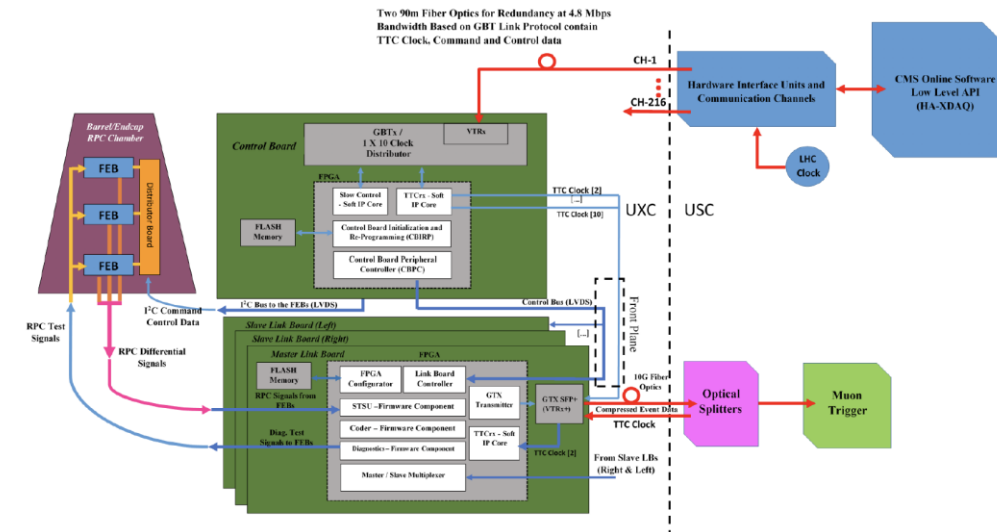 Two 90m Fiber Optics for Redundancy at 4.8 Mbps
Bandwidth Based on GBT Link Protocol contain
TTC Clock, Command and Control data
CH-1
CH-216
Hardware Interface Units and
Communication Channels
CMS Online Software
Low Level API
(HA-XDAQ)
LHC
Clock
UXC
USC
Barrel/Endcap
RPC Chamber
FEB
FEB
FEB
Distributor Board
Control Board
GBTx /
1 X 10 Clock
Distributor
VTRx
FPGA
Slow Control
- Soft IP Core
TTCrx - Soft
IP Core
FLASH
Memory
Control Board Initialization and
Re-Programming (CBIRP)
Control Board Peripheral
Controller (CBPC)
TTC Clock [2]
[...]
TTC Clock [10]
I²C Bus to the FEBs (LVDS)
Control Bus (LVDS)
[...]
Front Plane
I²C Command
Control Data
RPC Test
Signals
RPC Differential
Signals
Slave Link Board (Left)
Slave Link Board (Right)
Master Link Board
FPGA
FLASH
Memory
FPGA
Configurator
Link Board
Controller
RPC Signals from
FEBs
STSU –Firmware Component
GTX
Transmitter
GTX SFP+
(VTRx+)
Coder – Firmware Component
Diag. Test
Signals to FEBs
Diagnostics– Firmware Component
TTCrx – Soft
IP Core
TTC Clock [2]
Master / Slave Multiplexer
10G Fiber
Optics
Compressed Event Data
TTC Clock
From Slave LBs
(Right & Left)
Optical
Splitters
Muon
Trigger